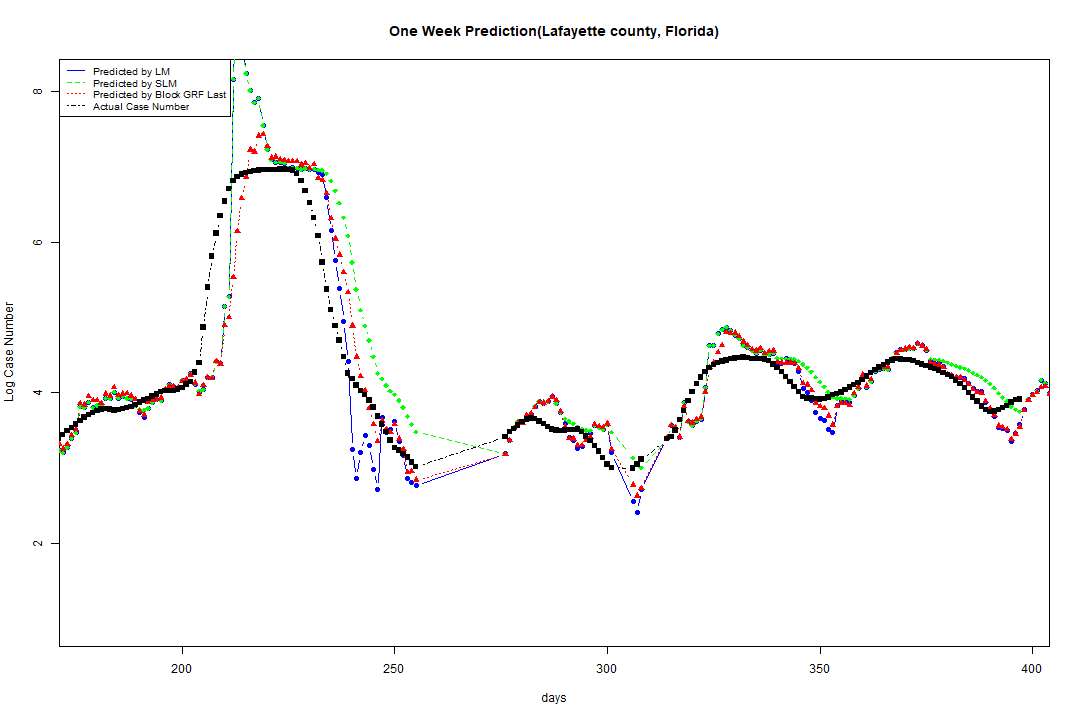 One Week Prediction(Lafayette county, Florida)
Predicted by LM
Predicted by SLM
Predicted by Block GRF Last
Actual Case Number
8
6
4
2
Log Case Number
200
250
300
350
400
days